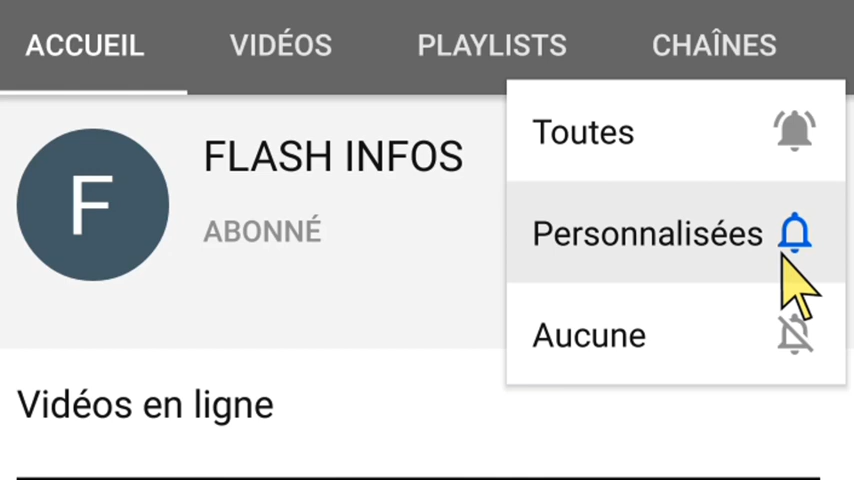 ACCUEIL VIDÉOS PLAYLISTS CHAÎNES
F
FLASH INFOS
ABONNÉ
Toutes
Personnalisées
Aucune
Vidéos en ligne